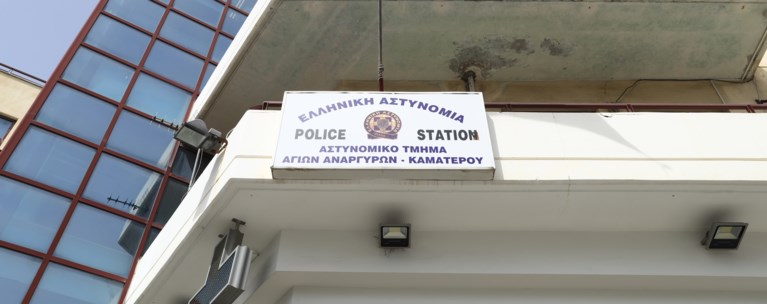 ΕΛΛΗΝΙΚΗ ΑΣΤΥΝΟΜΙΑ
POLICE STATION
ΑΣΤΥΝΟΜΙΚΟ ΤΜΗΜΑ
ΑΓΙΩΝ ΑΝΑΡΓΥΡΩΝ - ΚΑΜΑΤΕΡΟΥ